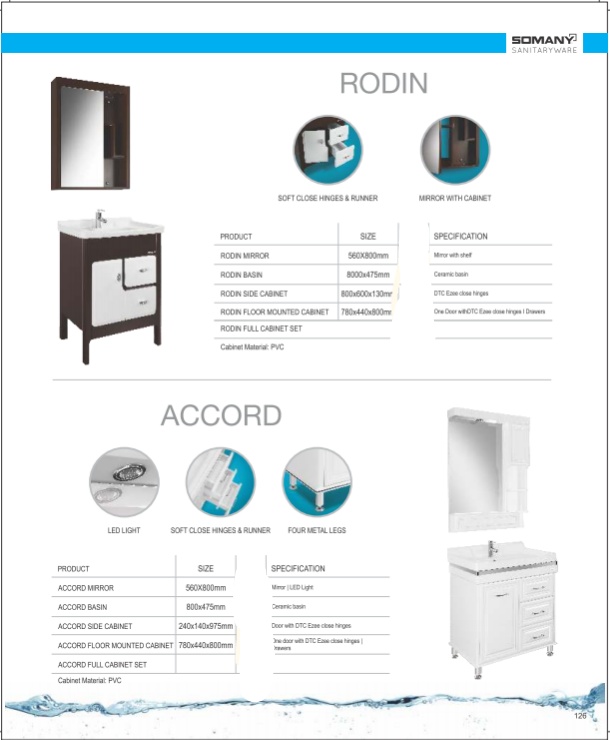 SOMANY
SANITARYWARE
RODIN
SOFT CLOSE HINGES & RUNNER
MIRROR WITH CABINET
PRODUCT SIZE SPECIFICATION
RODIN MIRROR 560X800mm Mirror with shelf
RODIN BASIN 8000x475mm Ceramic basin
RODIN SIDE CABINET 800x600x130mm DTC Ezse close hinges
RODIN FLOOR MOUNTED CABINET 780x440x800mm One Door withDTC Ezse close hinges I Drawers
RODIN FULL CABINET SET
Cabinet Material: PVC
ACCORD
LED LIGHT
SOFT CLOSE HINGES & RUNNER
FOUR METAL LEGS
PRODUCT SIZE SPECIFICATION
ACCORD MIRROR 560X800mm Mirror | LED Light
ACCORD BASIN 800x475mm Ceramic basin
ACCORD SIDE CABINET 240x140x975mm Door with DTC Ezse close hinges
ACCORD FLOOR MOUNTED CABINET 780x440x800mm One door with DTC Ezse close hinges |
rawers
ACCORD FULL CABINET SET
Cabinet Material: PVC
126